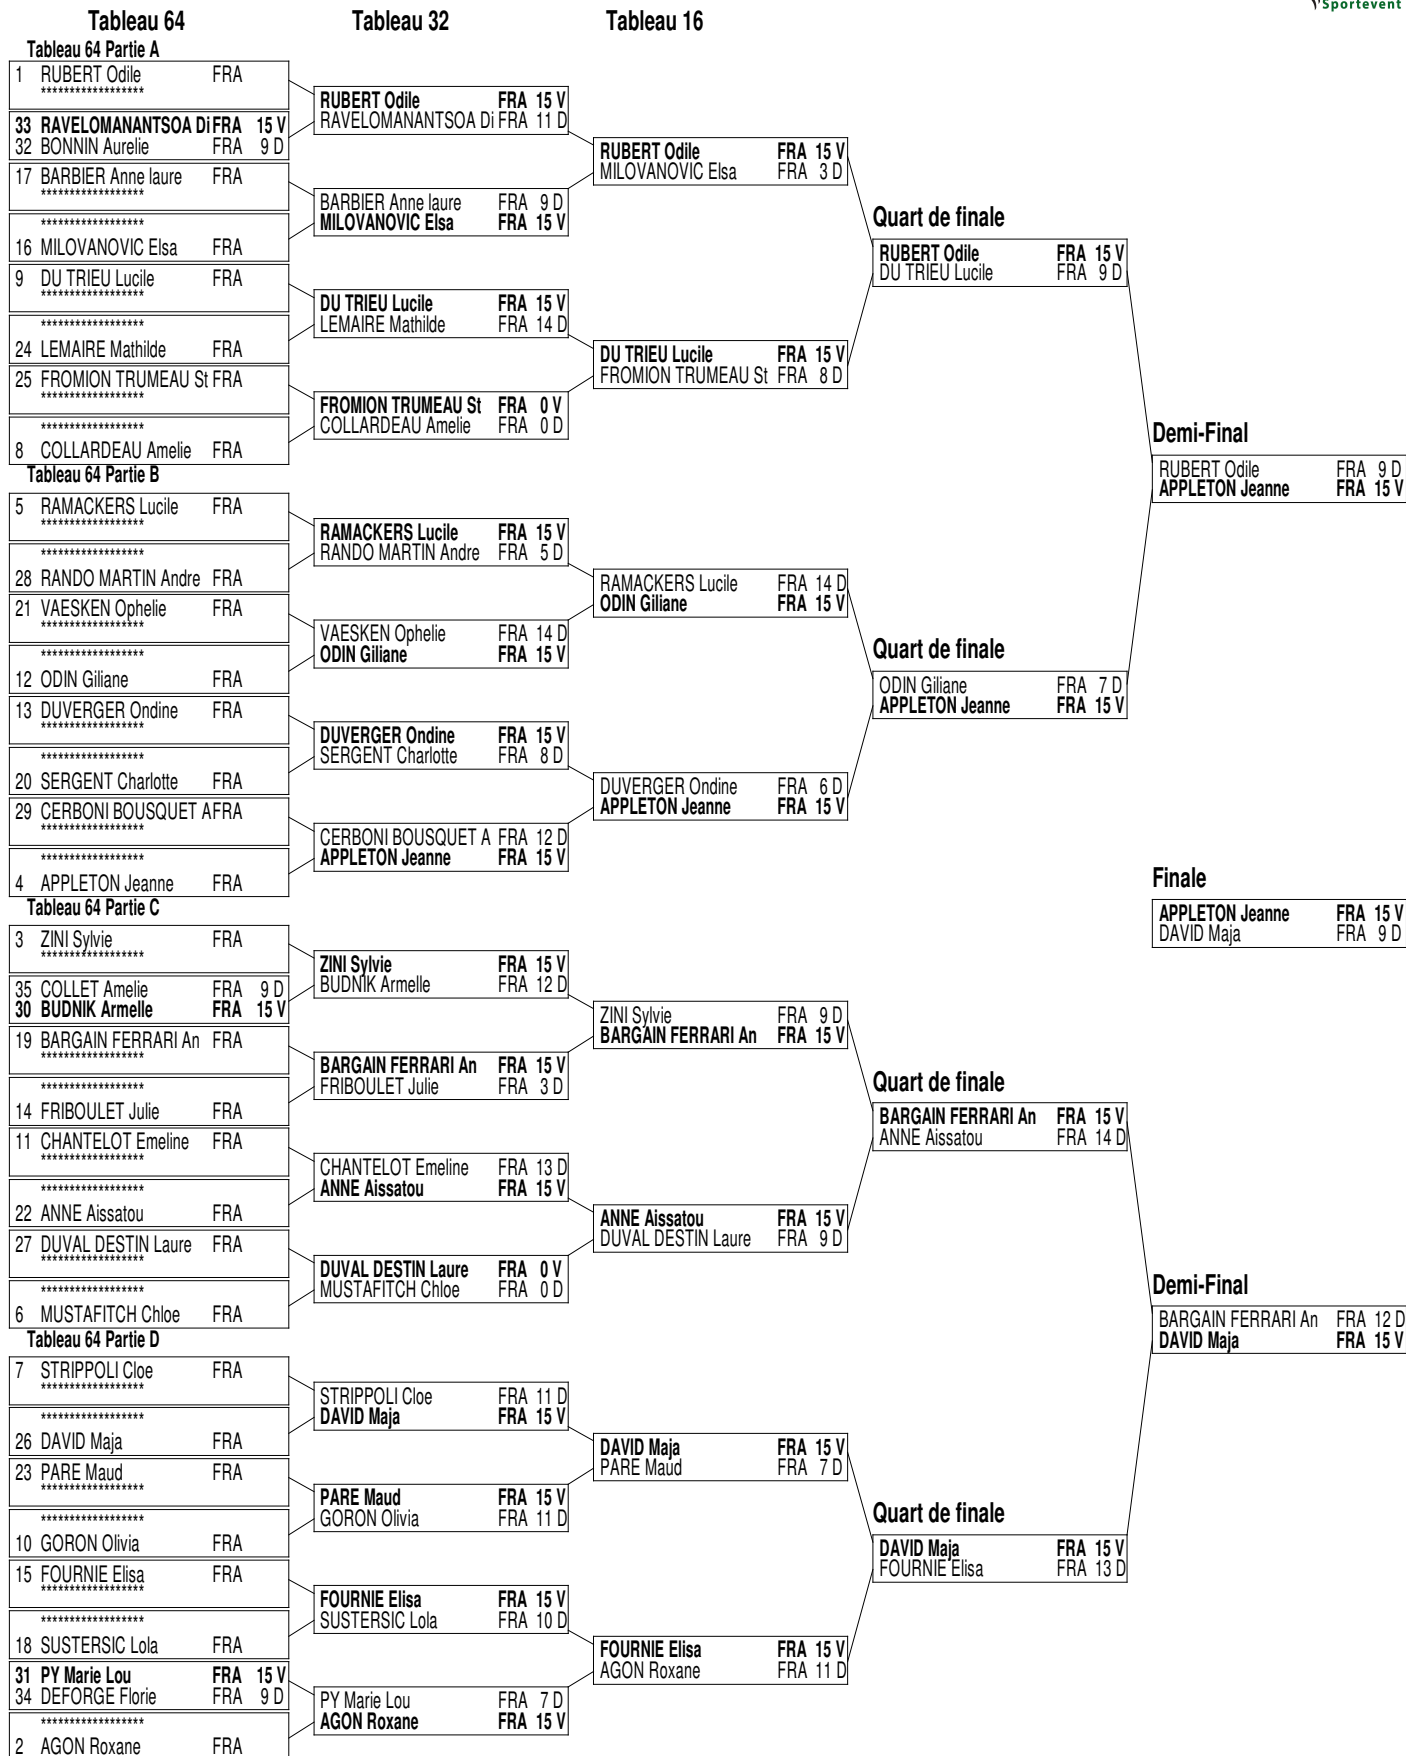 Sportevent
Tableau 64
Tableau 32
Tableau 16
Tableau 64 Partie A
1 RUBERT Odile FRA
******************
33 RAVELOMANANTSOA Di FRA 15 V
32 BONNIN Aurelie FRA 9 D
17 BARBIER Anne laure FRA
******************
******************
16 MILOVANOVIC Elsa FRA
9 DU TRIEU Lucile FRA
******************
******************
24 LEMAIRE Mathilde FRA
25 FROMION TRUMEAU St FRA
******************
******************
8 COLLARDEAU Amelie FRA
Tableau 64 Partie B
5 RAMACKERS Lucile FRA
******************
******************
28 RANDO MARTIN Andre FRA
21 VAESKEN Ophelie FRA
******************
******************
12 ODIN Giliane FRA
13 DUVERGER Ondine FRA
******************
******************
20 SERGENT Charlotte FRA
29 CERBONI BOUSQUET A FRA
******************
******************
4 APPLETON Jeanne FRA
Tableau 64 Partie C
3 ZINI Sylvie FRA
******************
35 COLLET Amelie FRA 9 D
30 BUDNIK Armelle FRA 15 V
19 BARGAIN FERRARI An FRA
******************
******************
14 FRIBOULET Julie FRA
11 CHANTELOT Emeline FRA
******************
******************
22 ANNE Aissatou FRA
27 DUVAL DESTIN Laure FRA
******************
******************
6 MUSTAFITCH Chloe FRA
Tableau 64 Partie D
7 STRIPPOLI Cloe FRA
******************
******************
26 DAVID Maja FRA
23 PARE Maud FRA
******************
******************
10 GORON Olivia FRA
15 FOURNIE Elisa FRA
******************
******************
18 SUSTERSIC Lola FRA
31 PY Marie Lou FRA 15 V
34 DEFORGE Florie FRA 9 D
******************
2 AGON Roxane FRA
RUBERT Odile FRA 15 V
RAVELOMANANTSOA Di FRA 11 D
BARBIER Anne laure FRA 9 D
MILOVANOVIC Elsa FRA 15 V
DU TRIEU Lucile FRA 15 V
LEMAIRE Mathilde FRA 14 D
FROMION TRUMEAU St FRA 0 V
COLLARDEAU Amelie FRA 0 D
RAMACKERS Lucile FRA 15 V
RANDO MARTIN Andre FRA 5 D
VAESKEN Ophelie FRA 14 D
ODIN Giliane FRA 15 V
DUVERGER Ondine FRA 15 V
SERGENT Charlotte FRA 8 D
CERBONI BOUSQUET A FRA 12 D
APPLETON Jeanne FRA 15 V
ZINI Sylvie FRA 15 V
BUDNIK Armelle FRA 12 D
BARGAIN FERRARI An FRA 15 V
FRIBOULET Julie FRA 3 D
CHANTELOT Emeline FRA 13 D
ANNE Aissatou FRA 15 V
DUVAL DESTIN Laure FRA 0 V
MUSTAFITCH Chloe FRA 0 D
STRIPPOLI Cloe FRA 11 D
DAVID Maja FRA 15 V
PARE Maud FRA 15 V
GORON Olivia FRA 11 D
FOURNIE Elisa FRA 15 V
SUSTERSIC Lola FRA 10 D
PY Marie Lou FRA 7 D
AGON Roxane FRA 15 V
RUBERT Odile FRA 15 V
MILOVANOVIC Elsa FRA 3 D
DU TRIEU Lucile FRA 15 V
FROMION TRUMEAU St FRA 8 D
RAMACKERS Lucile FRA 14 D
ODIN Giliane FRA 15 V
DUVERGER Ondine FRA 6 D
APPLETON Jeanne FRA 15 V
ZINI Sylvie FRA 9 D
BARGAIN FERRARI An FRA 15 V
ANNE Aissatou FRA 15 V
DUVAL DESTIN Laure FRA 9 D
DAVID Maja FRA 15 V
PARE Maud FRA 7 D
FOURNIE Elisa FRA 15 V
AGON Roxane FRA 11 D
Quart de finale
RUBERT Odile FRA 15 V
DU TRIEU Lucile FRA 9 D
Quart de finale
ODIN Giliane FRA 7 D
APPLETON Jeanne FRA 15 V
Quart de finale
BARGAIN FERRARI An FRA 15 V
ANNE Aissatou FRA 14 D
Quart de finale
DAVID Maja FRA 15 V
FOURNIE Elisa FRA 13 D
Demi-Final
RUBERT Odile FRA 9 D
APPLETON Jeanne FRA 15 V
Finale
APPLETON Jeanne FRA 15 V
DAVID Maja FRA 9 D
Demi-Final
BARGAIN FERRARI An FRA 12 D
DAVID Maja FRA 15 V